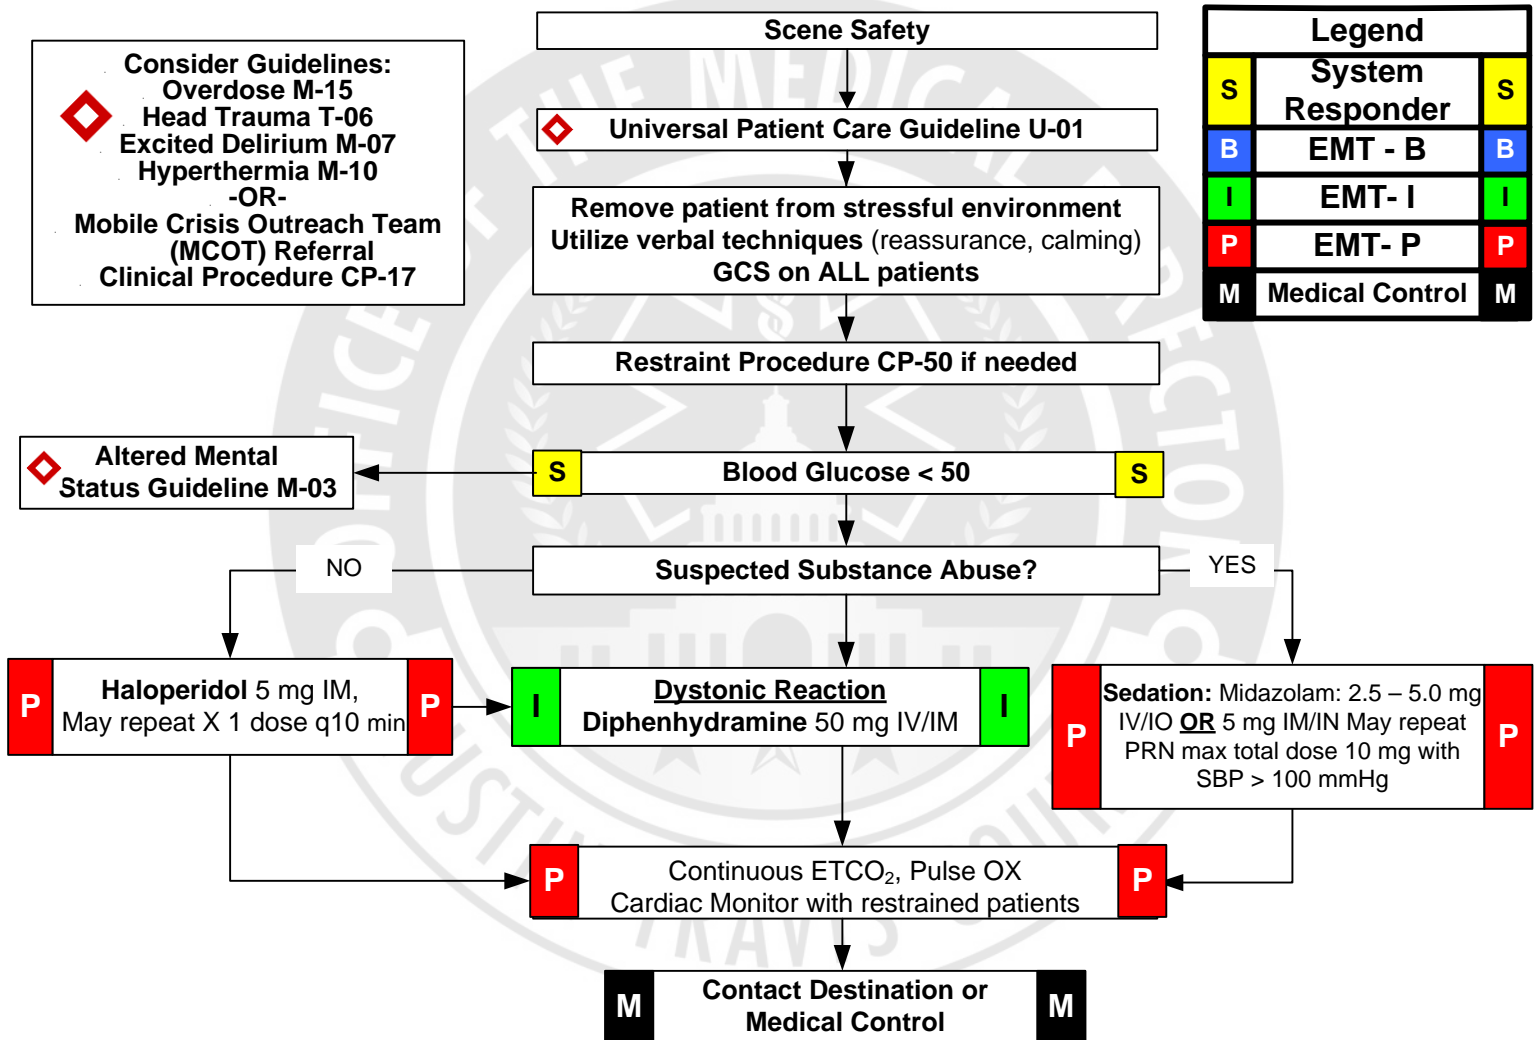 Consider Guidelines:
Overdose M-15
Head Trauma T-06
Excited Delirium M-07
Hyperthermia M-10
-OR-
Mobile Crisis Outreach Team
(MCOT) Referral
Clinical Procedure CP-17
Scene Safety
Universal Patient Care Guideline U-01
Remove patient from stressful environment
Utilize verbal techniques (reassurance, calming)
GCS on ALL patients
Restraint Procedure CP-50 if needed
Legend
S System S
Responder
B EMT - B B
I EMT- I I
P EMT- P P
M Medical Control M
Altered Mental
Status Guideline M-03
S Blood Glucose < 50 S
NO
Suspected Substance Abuse?
YES
P Haloperidol 5 mg IM, P
May repeat X 1 dose q10 min
I Dystonic Reaction I
Diphenhydramine 50 mg IV/IM
P Sedation: Midazolam: 2.5 – 5.0 mg P
IV/IO OR 5 mg IM/IN May repeat
PRN max total dose 10 mg with
SBP > 100 mmHg
P Continuous ETCO₂, Pulse OX P
Cardiac Monitor with restrained patients
M Contact Destination or M
Medical Control